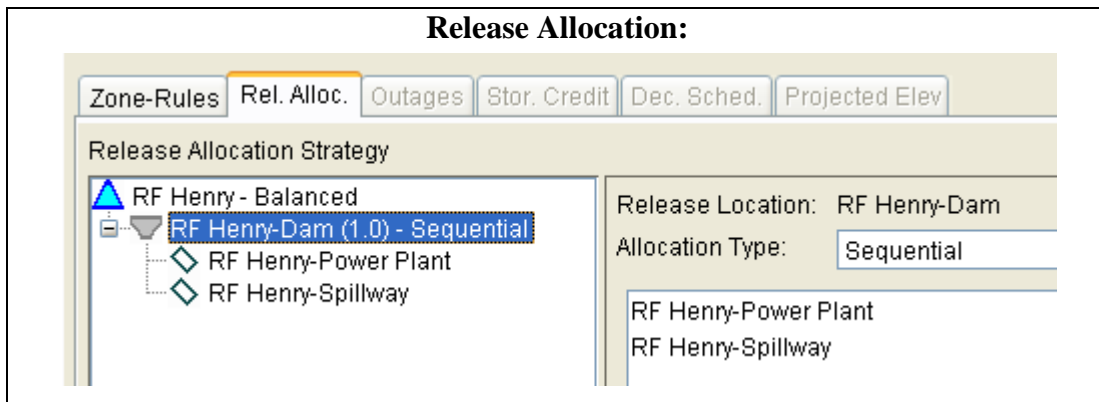 Release Allocation:
Zone-Rules Rel. Alloc. Outages Stor. Credit Dec. Sched. Projected Elev
Release Allocation Strategy
RF Henry - Balanced
RF Henry-Dam (1.0) - Sequential
RF Henry-Power Plant
RF Henry-Spillway
Release Location: RF Henry-Dam
Allocation Type: Sequential
RF Henry-Power Plant
RF Henry-Spillway